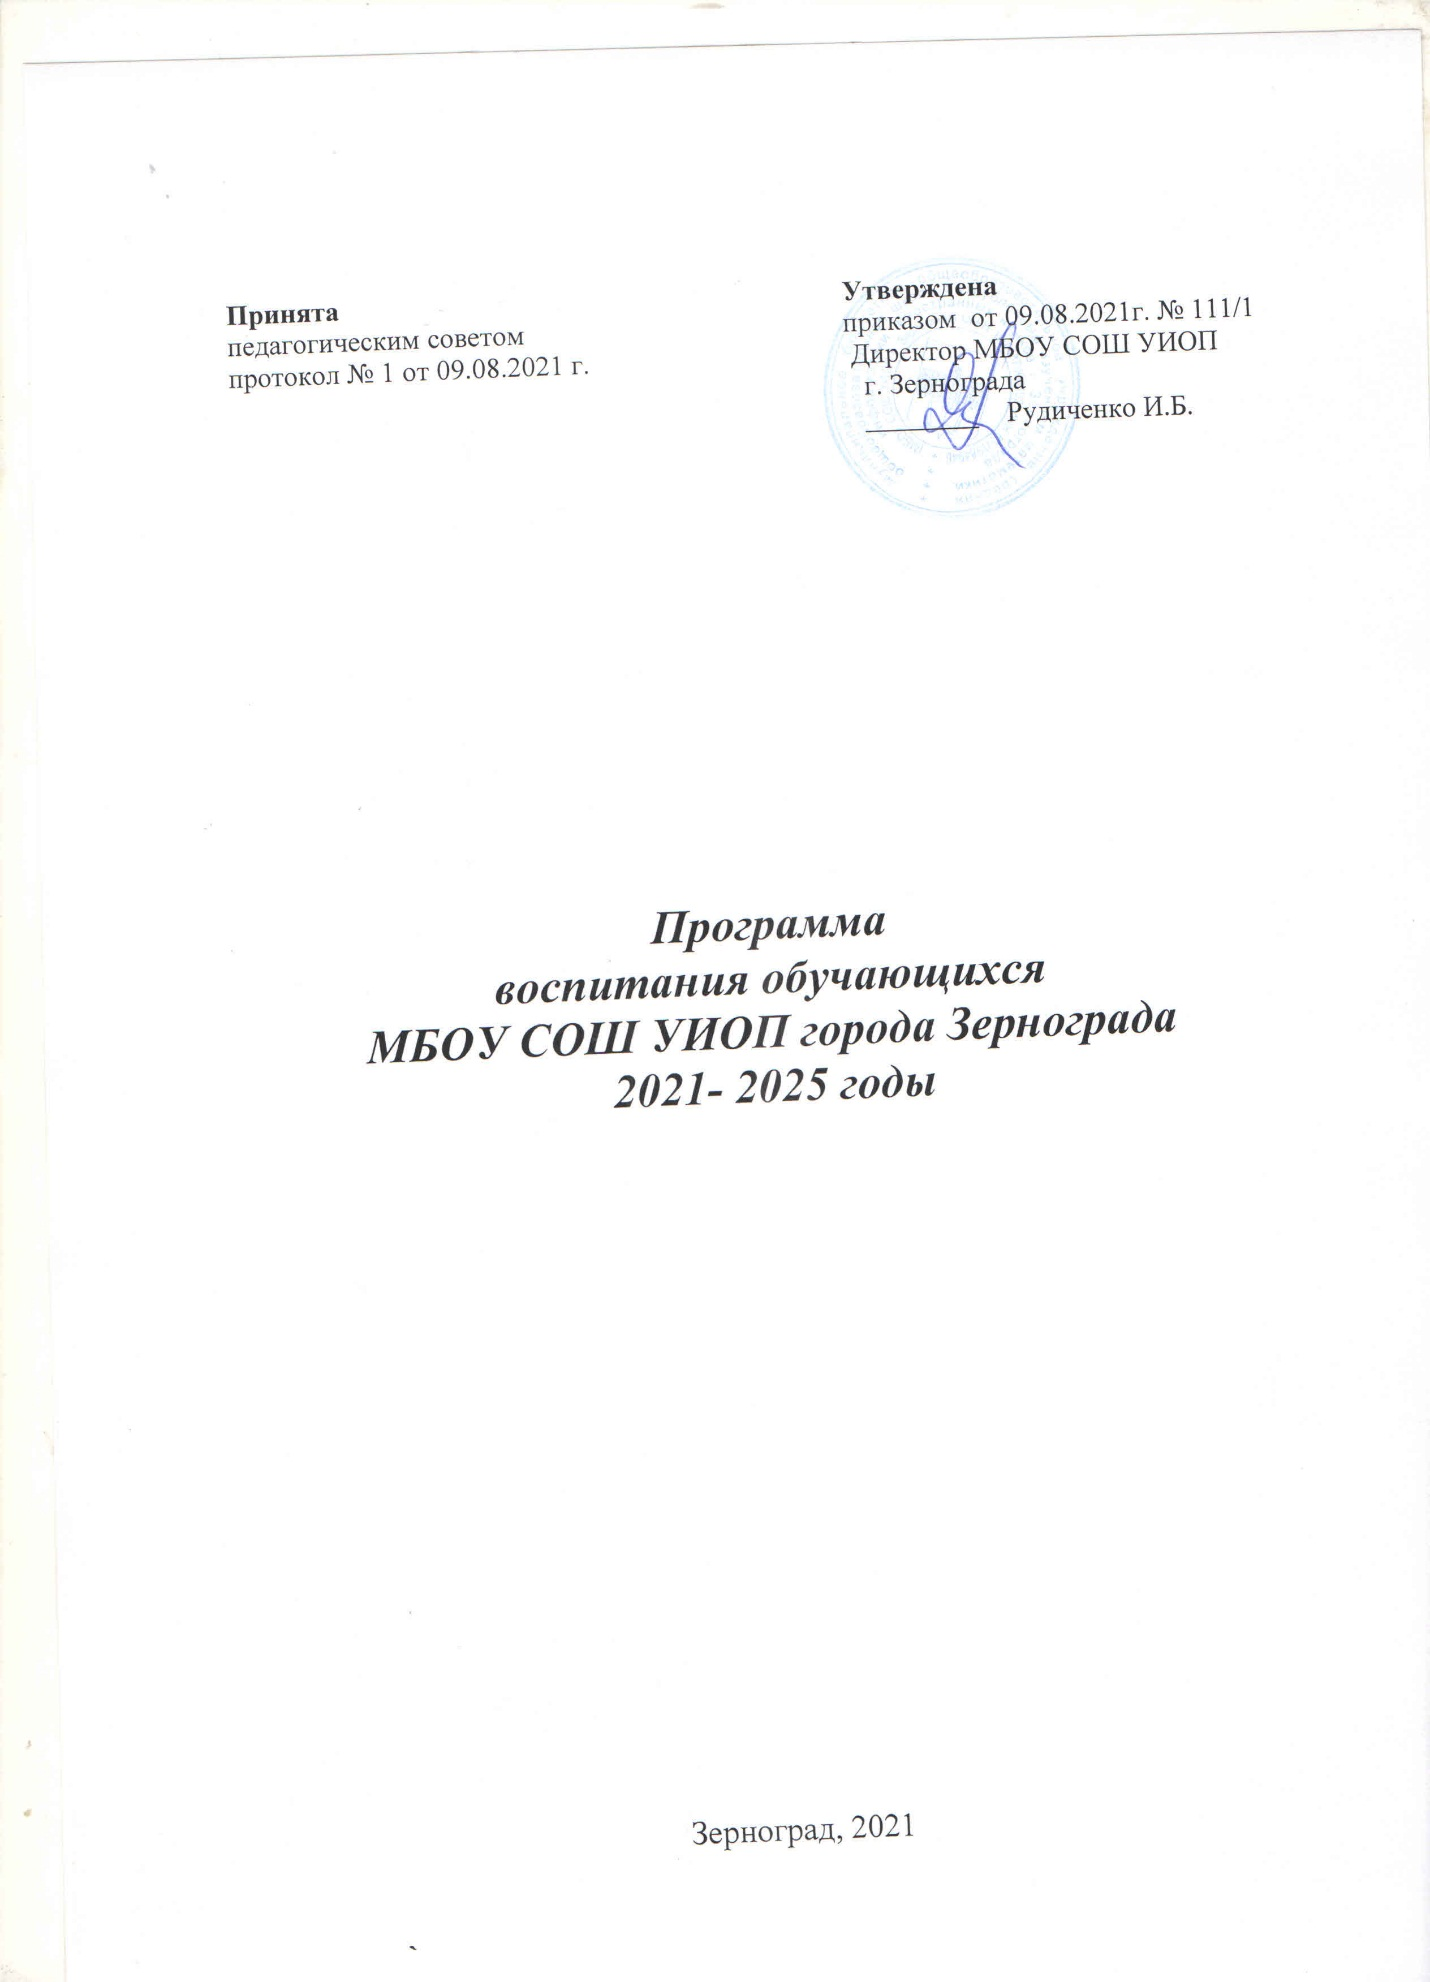 Принята
педагогическим советом
протокол № 1 от 09.08.2021 г.
Утверждена
приказом от 09.08.2021г. № 111/1
Директор МБОУ СОШ УИОП
г. Зернограда
_________ Рудиченко И.Б.
Программа
воспитания обучающихся
МБОУ СОШ УИОП города Зернограда
2021- 2025 годы
Зерноград, 2021